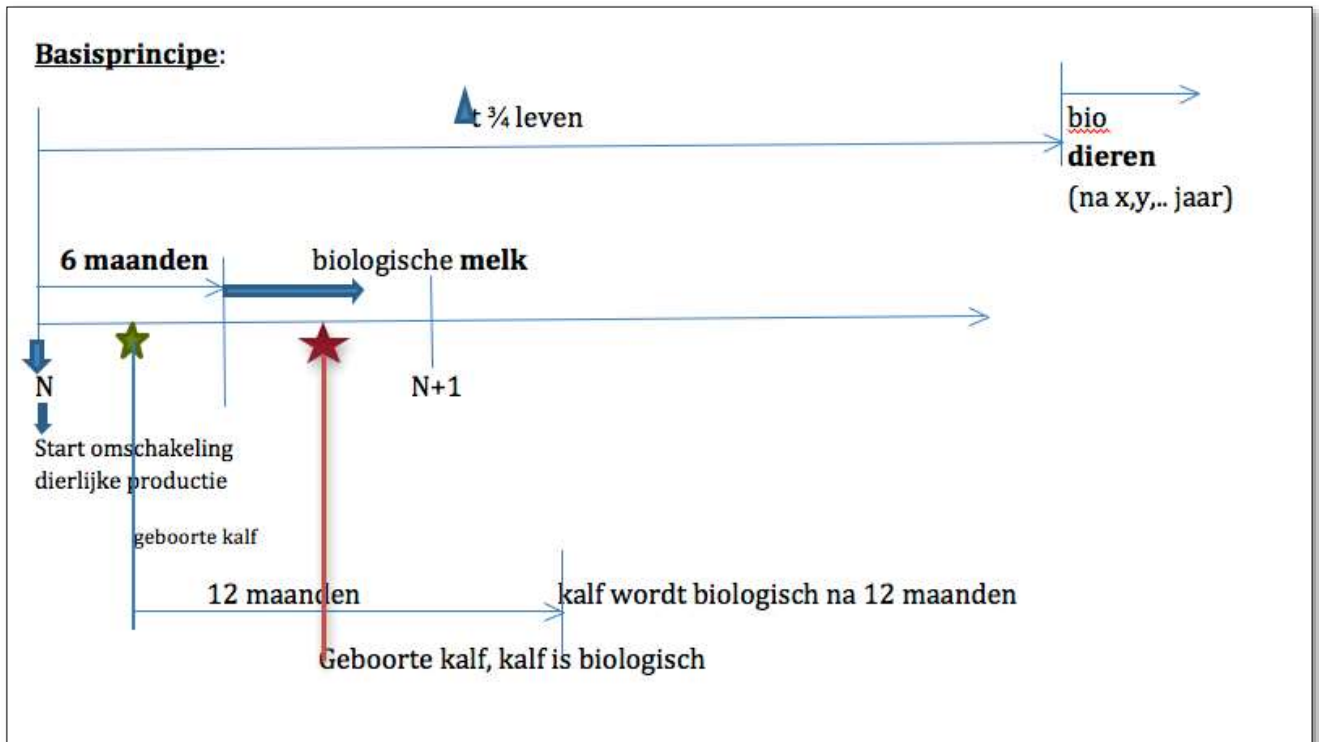 Basisprincipe:
t ¾ leven
bio
dieren
(na x,y,.. jaar)
6 maanden
biologische melk
N
N+1
Start omschakeling
dierlijke productie
geboorte kalf
12 maanden
kalf wordt biologisch na 12 maanden
Geboorte kalf, kalf is biologisch